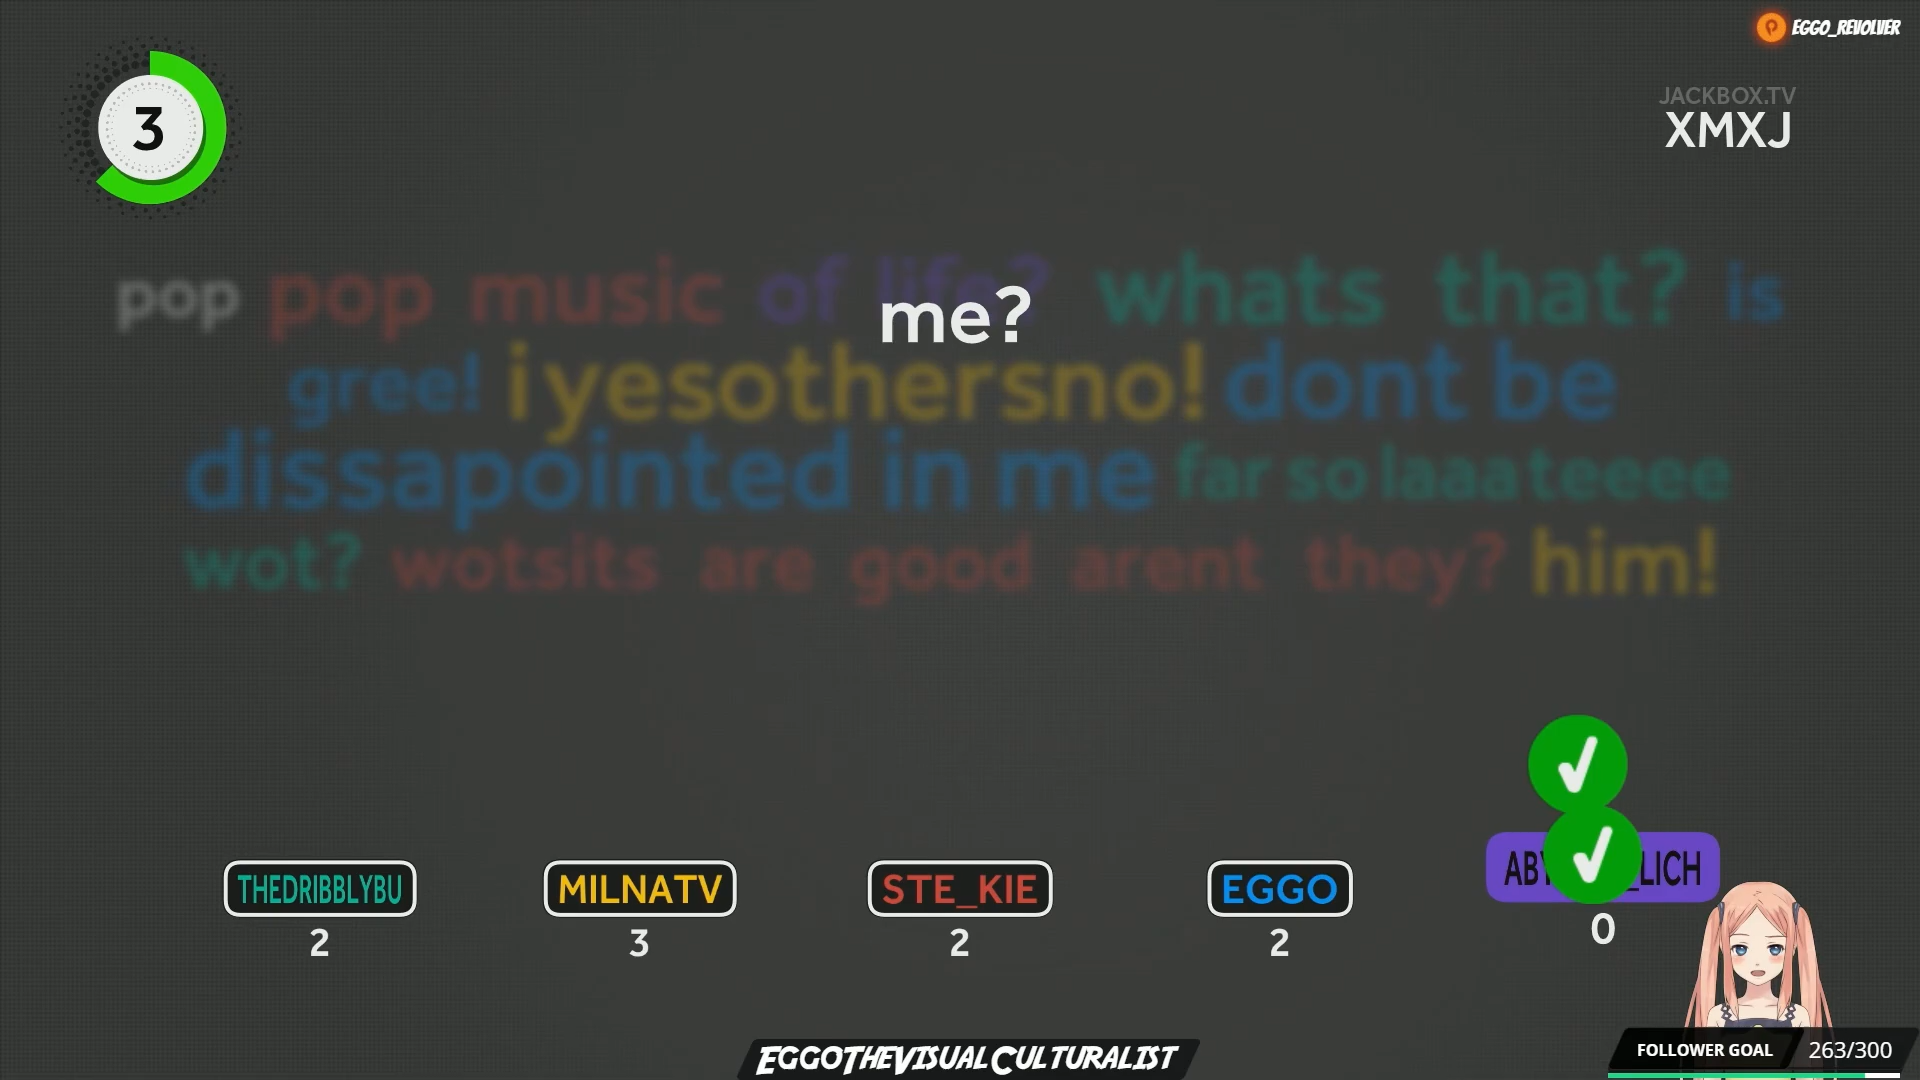 EGGO_REVOLVER
3
JACKBOX.TV
XMXJ
pop pop music of life? whats that? is
me?
gree! i yesothersno! dont be
dissapointed in me far so laaateeee
wot? wotsits are good arent they? him!
THEDRIBBLYBU MILNATV STE_KIE EGGO
2 3 2 2 0
EGGOTHEVISUALCULTURALIST
FOLLOWER GOAL 263/300